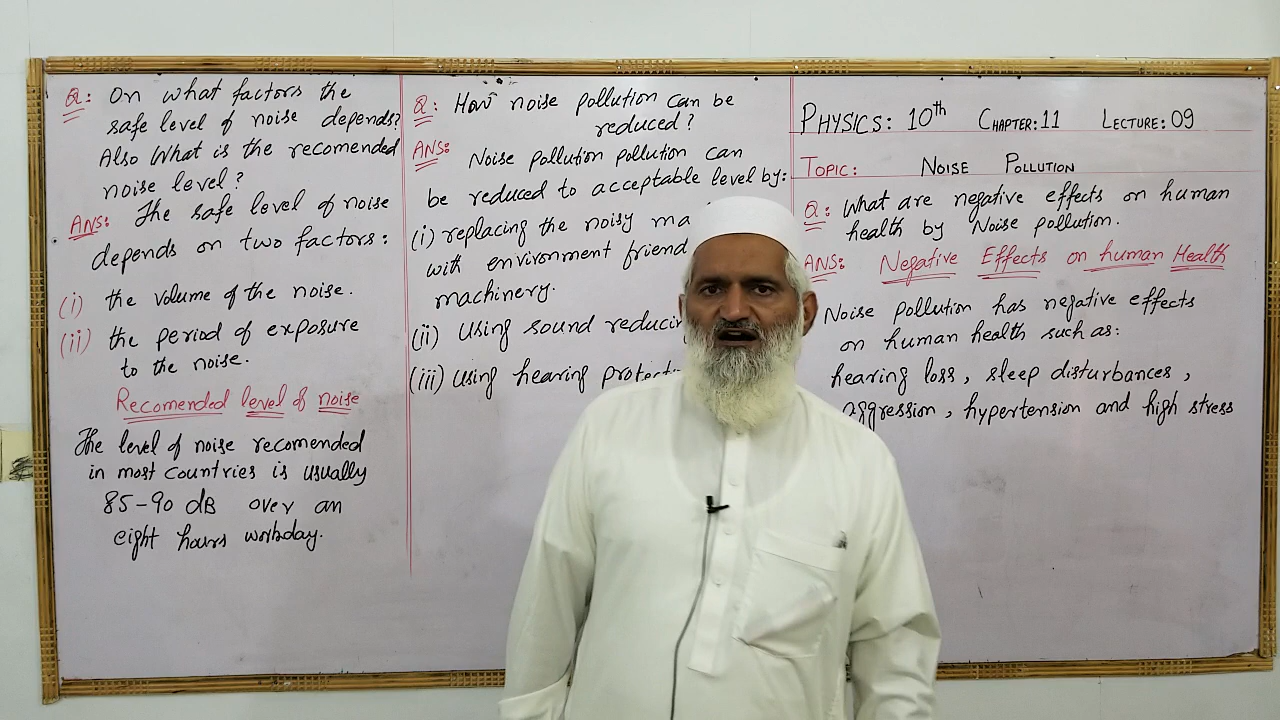 Q: On what factors the
safe level of noise depends?
Also What is the recomended
noise level?
ANS: The safe level of noise
depends on two factors:
(i) the volume of the noise.
(ii) the period of exposure
to the noise.
Recomended level of noise
The level of noise recomended
in most countries is usually
85-90 dB over an
eight hours workday.
Q: How noise pollution can be
reduced?
ANS: Noise pollution pollution can
be reduced to acceptable level by:
(i) replacing the noisy ma
with environment friend
machinery.
(ii) Using sound reducin
(iii) Using hearing protect
PHYSICS: 10th CHAPTER: 11 LECTURE: 09
TOPIC: NOISE POLLUTION
Q: What are negative effects on human
health by Noise pollution.
ANS: Negative Effects on human Health
Noise pollution has negative effects
on human health such as:
hearing loss, sleep disturbances,
aggression, hypertension and high stress